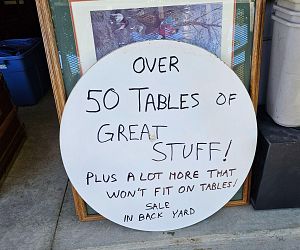 OVER
50 TABLES OF
GREAT
STUFF!
PLUS A LOT MORE THAT
WON'T FIT ON TABLES!
SALE
IN BACK YARD